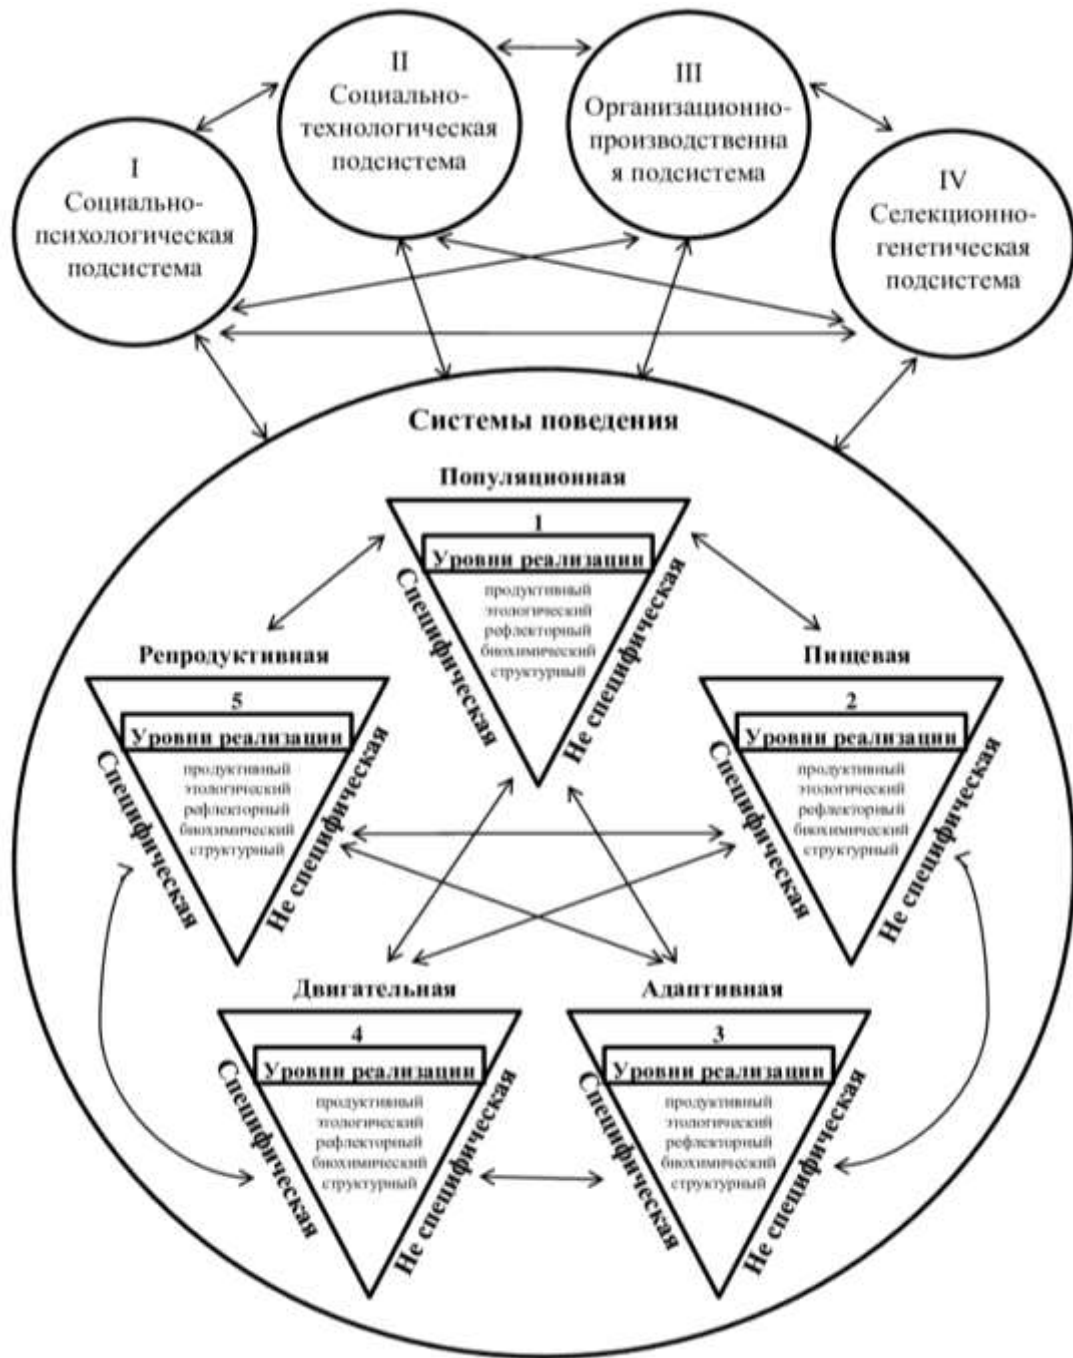 I
Социально-
психологическая
подсистема
II
Социально-
технологическая
подсистема
III
Организационно-
производственна
я подсистема
IV
Селекционно-
генетическая
подсистема
Системы поведения
Популяционная
1
Уровни реализации
продуктивный
этологический
рефлекторный
биохимический
структурный
Специфическая
Не специфическая
Репродуктивная
5
Уровни реализации
продуктивный
этологический
рефлекторный
биохимический
структурный
Специфическая
Не специфическая
Пищевая
2
Уровни реализации
продуктивный
этологический
рефлекторный
биохимический
структурный
Специфическая
Не специфическая
Двигательная
4
Уровни реализации
продуктивный
этологический
рефлекторный
биохимический
структурный
Специфическая
Не специфическая
Адаптивная
3
Уровни реализации
продуктивный
этологический
рефлекторный
биохимический
структурный
Специфическая
Не специфическая